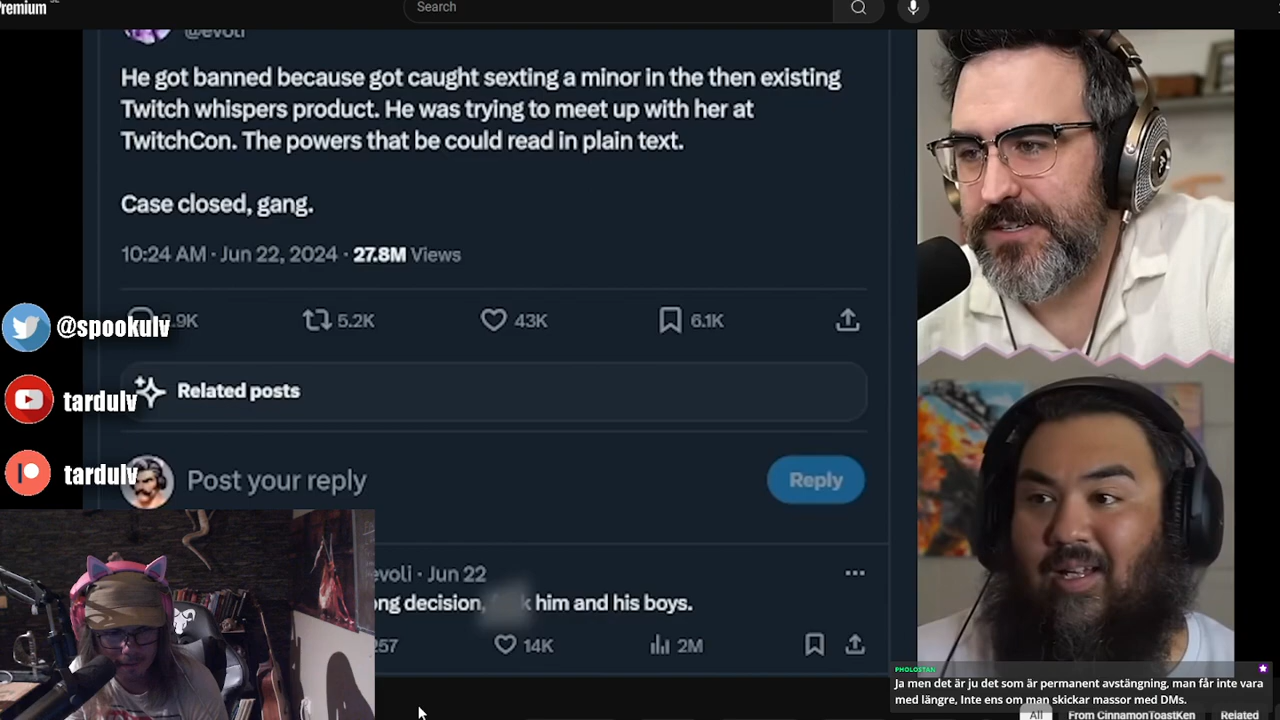 Premium
SE
Search
@evoli
He got banned because got caught sexting a minor in the then existing
Twitch whispers product. He was trying to meet up with her at
TwitchCon. The powers that be could read in plain text.
Case closed, gang.
10:24 AM · Jun 22, 2024 · 27.8M Views
5.2K
43K
6.1K
@spookulv
Related posts
tardulv
tardulv
Post your reply
Reply
evoli · Jun 22
him and his boys.
14K
2M
PHOLOSTAN
Ja men det är ju det som är permanent avstängning, man får inte vara
med längre, Inte ens om man skickar massor med DMs.
All
From CinnamonToastKen
Related